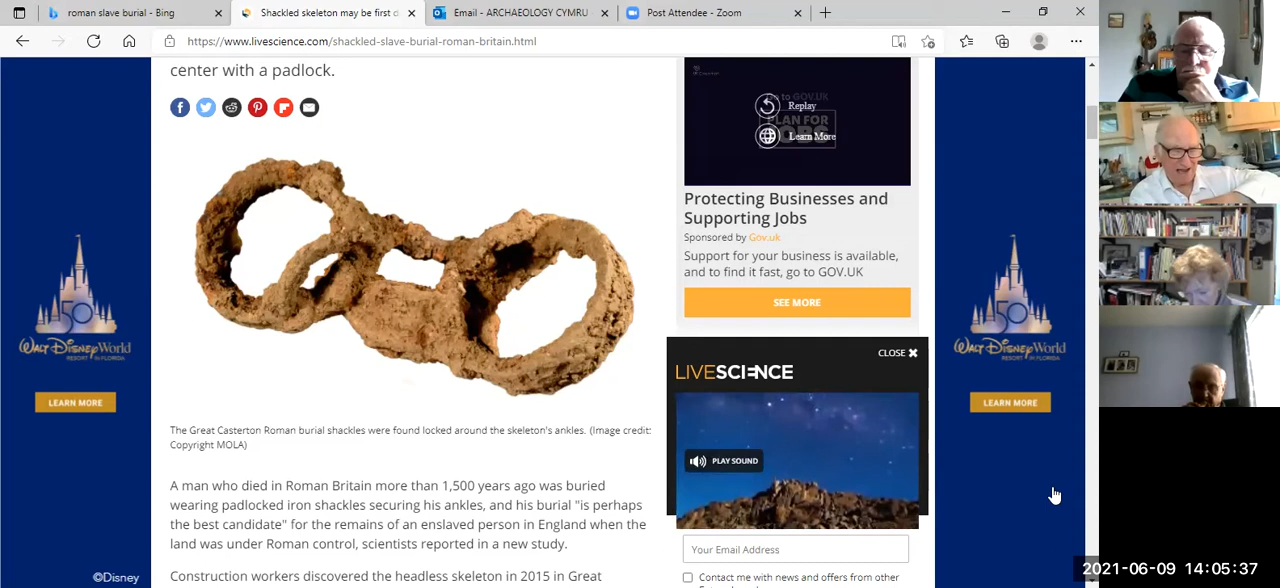 roman slave burial - Bing
Shackled skeleton may be first d
Email - ARCHAEOLOGY CYMRU
Post Attendee - Zoom
https://www.livescience.com/shackled-slave-burial-roman-britain.html
center with a padlock.
The Great Casterton Roman burial shackles were found locked around the skeleton's ankles. (Image credit:
Copyright MOLA)
A man who died in Roman Britain more than 1,500 years ago was buried
wearing padlocked iron shackles securing his ankles, and his burial "is perhaps
the best candidate" for the remains of an enslaved person in England when the
land was under Roman control, scientists reported in a new study.
Construction workers discovered the headless skeleton in 2015 in Great
Replay
PLAN FOR
JOBS
Learn More
Protecting Businesses and
Supporting Jobs
Sponsored by Gov.uk
Support for your business is available,
and to find it fast, go to GOV.UK
SEE MORE
CLOSE
LIVESCIENCE
PLAY SOUND
Your Email Address
Contact me with news and offers from other
50
WALT DISNEY WORLD
RESORT IN FLORIDA
LEARN MORE
©Disney
50
WALT DISNEY WORLD
RESORT IN FLORIDA
LEARN MORE
2021-06-09 14:05:37